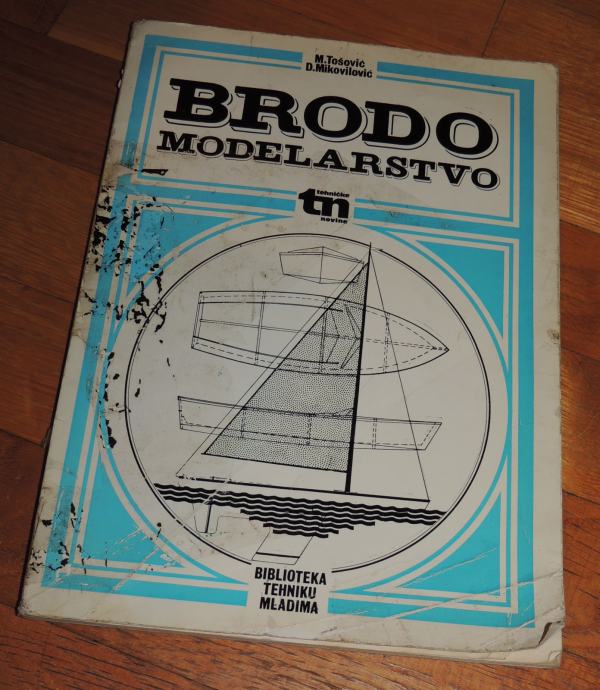 M.Tošović
D.Mikovilović
BRODO
MODELARSTVO
tehničke
tn
novine
BIBLIOTEKA
TEHNIKU
MLADIMA